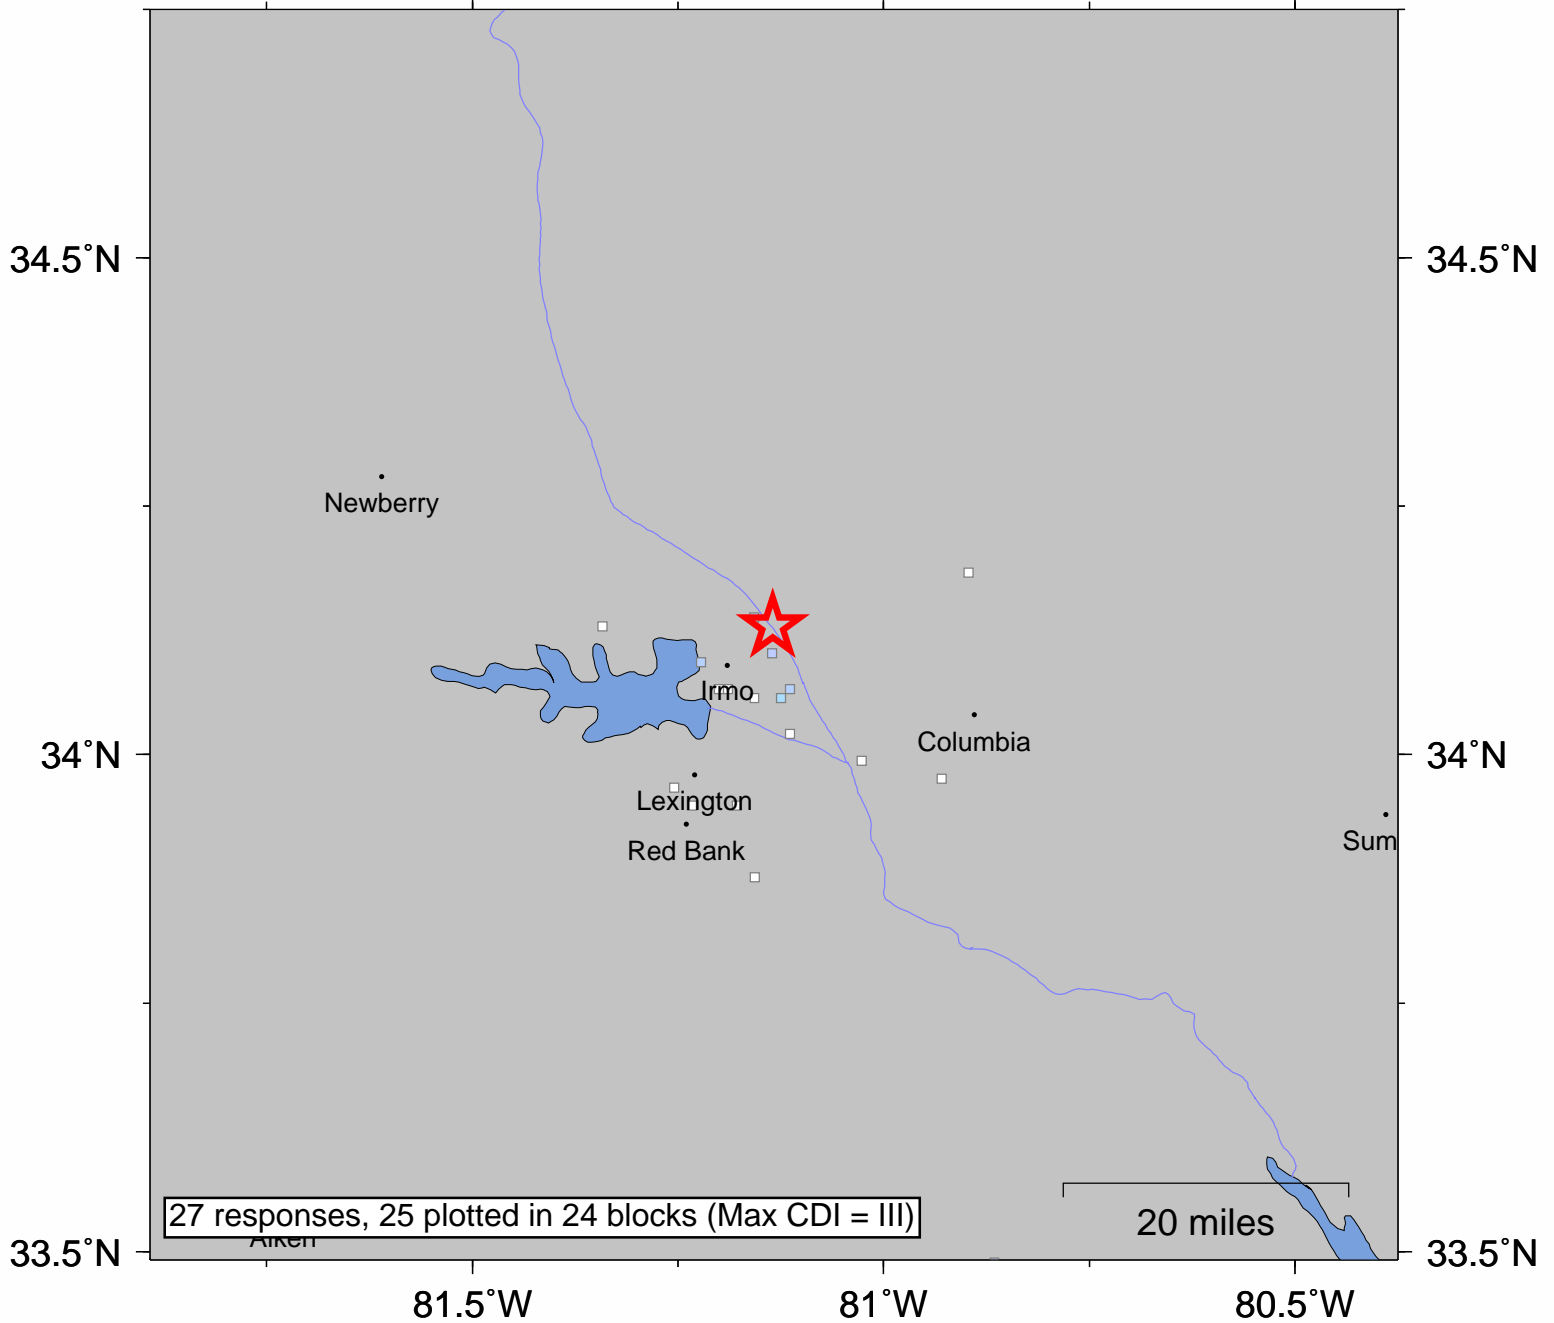 34.5°N
34.5°N
Newberry
Irmo
Columbia
34°N
34°N
Lexington
Sum
Red Bank
27 responses, 25 plotted in 24 blocks (Max CDI = III)
20 miles
Aiken
33.5°N
33.5°N
81.5°W
81°W
80.5°W